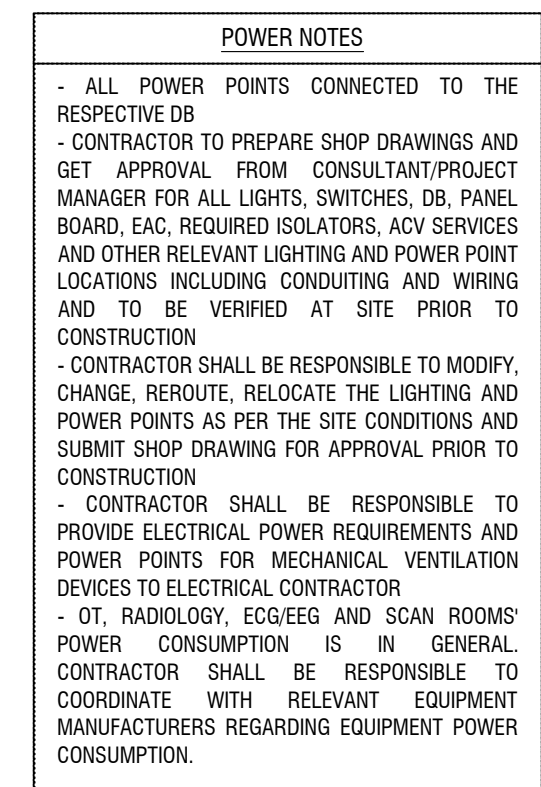 POWER NOTES
- ALL POWER POINTS CONNECTED TO THE
RESPECTIVE DB
- CONTRACTOR TO PREPARE SHOP DRAWINGS AND
GET APPROVAL FROM CONSULTANT/PROJECT
MANAGER FOR ALL LIGHTS, SWITCHES, DB, PANEL
BOARD, EAC, REQUIRED ISOLATORS, ACV SERVICES
AND OTHER RELEVANT LIGHTING AND POWER POINT
LOCATIONS INCLUDING CONDUITING AND WIRING
AND TO BE VERIFIED AT SITE PRIOR TO
CONSTRUCTION
- CONTRACTOR SHALL BE RESPONSIBLE TO MODIFY,
CHANGE, REROUTE, RELOCATE THE LIGHTING AND
POWER POINTS AS PER THE SITE CONDITIONS AND
SUBMIT SHOP DRAWING FOR APPROVAL PRIOR TO
CONSTRUCTION
- CONTRACTOR SHALL BE RESPONSIBLE TO
PROVIDE ELECTRICAL POWER REQUIREMENTS AND
POWER POINTS FOR MECHANICAL VENTILATION
DEVICES TO ELECTRICAL CONTRACTOR
- OT, RADIOLOGY, ECG/EEG AND SCAN ROOMS'
POWER CONSUMPTION IS IN GENERAL.
CONTRACTOR SHALL BE RESPONSIBLE TO
COORDINATE WITH RELEVANT EQUIPMENT
MANUFACTURERS REGARDING EQUIPMENT POWER
CONSUMPTION.